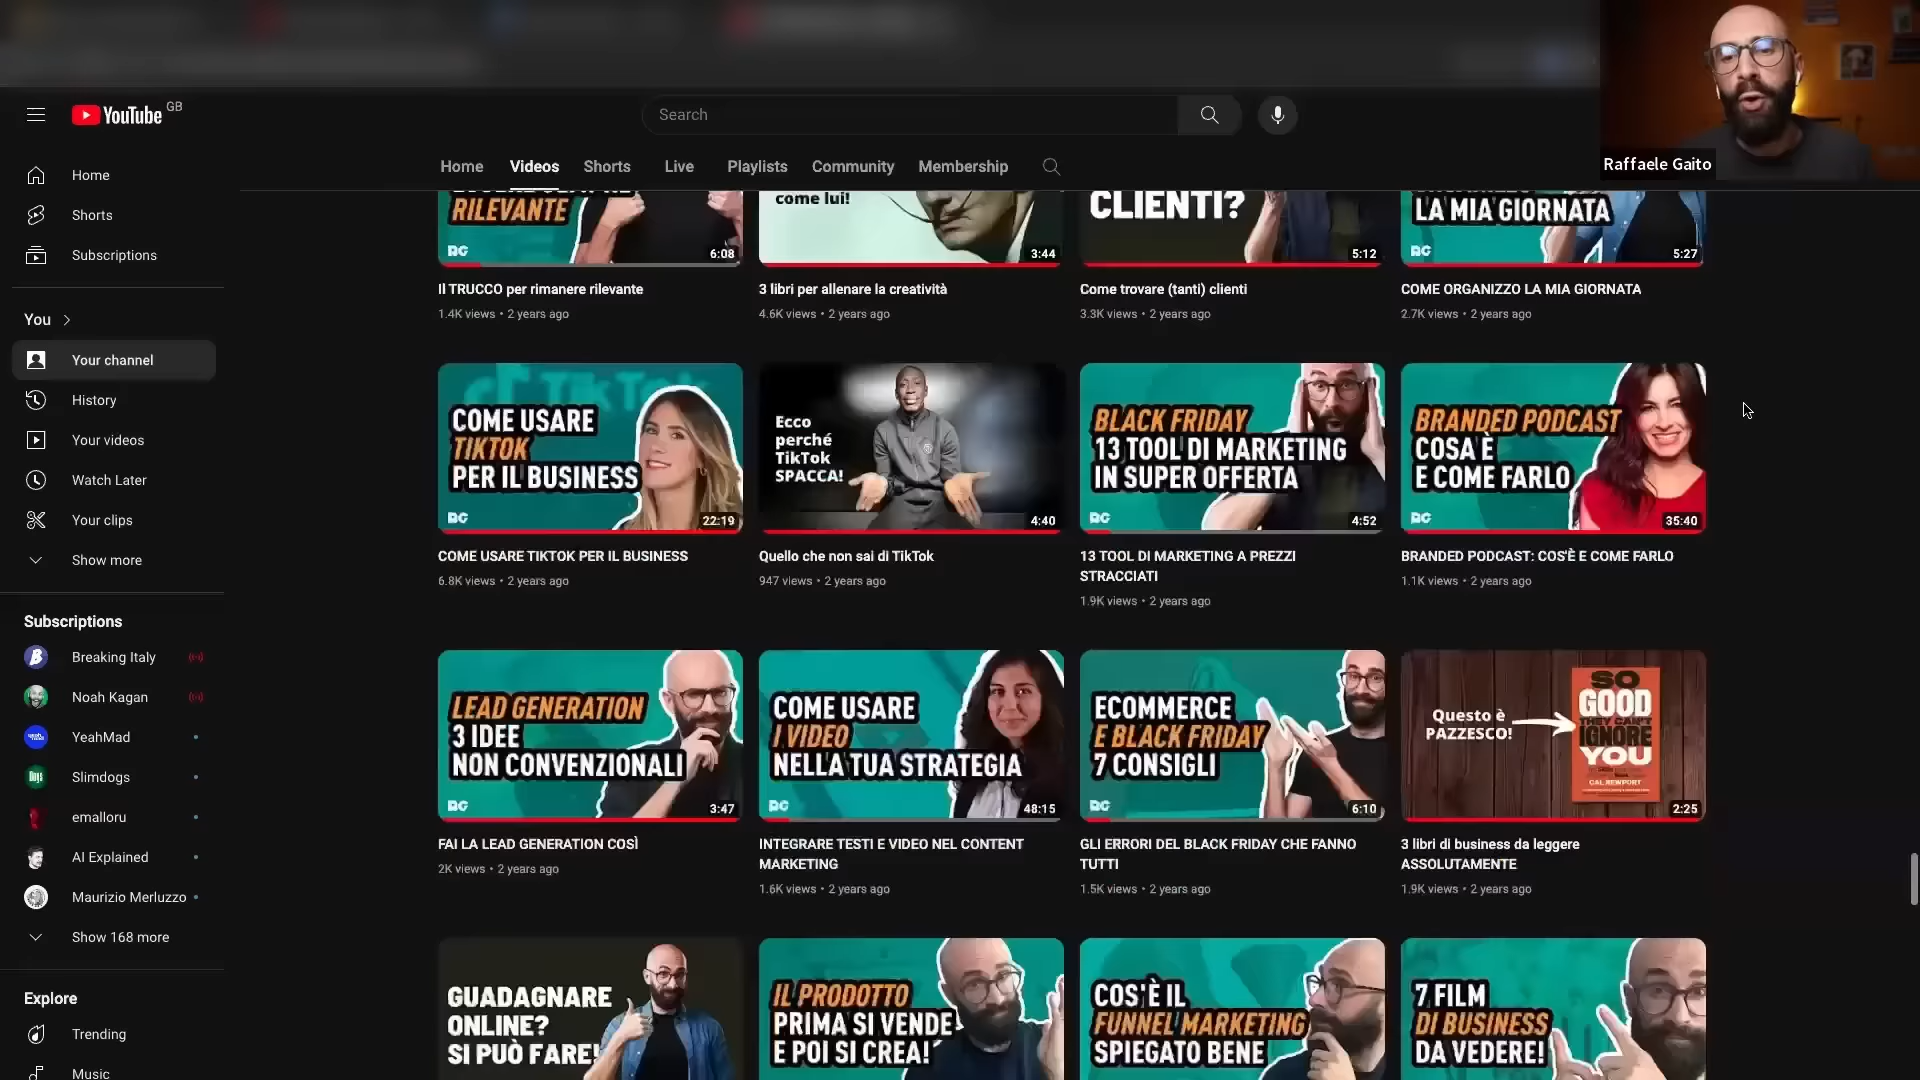 YouTube GB
Search
Raffaele Gaito
Home
Videos
Shorts
Live
Playlists
Community
Membership
Home
Shorts
Subscriptions
You
Your channel
History
Your videos
Watch Later
Your clips
Show more
Subscriptions
Breaking Italy
Noah Kagan
YeahMad
Slimdogs
emalloru
AI Explained
Maurizio Merluzzo
Show 168 more
Explore
Trending
Music
RILEVANTE
RG
6:08
Il TRUCCO per rimanere rilevante
1.4K views • 2 years ago
come lui!
3:44
3 libri per allenare la creatività
4.6K views • 2 years ago
CLIENTI?
5:12
Come trovare (tanti) clienti
3.3K views • 2 years ago
LA MIA GIORNATA
RG
5:27
COME ORGANIZZO LA MIA GIORNATA
2.7K views • 2 years ago
TikTok
COME USARE
TIKTOK
PER IL BUSINESS
RG
22:19
COME USARE TIKTOK PER IL BUSINESS
6.8K views • 2 years ago
Ecco
perché
TikTok
SPACCA!
4:40
Quello che non sai di TikTok
947 views • 2 years ago
BLACK FRIDAY
13 TOOL DI MARKETING
IN SUPER OFFERTA
RG
4:52
13 TOOL DI MARKETING A PREZZI
STRACCIATI
1.9K views • 2 years ago
BRANDED PODCAST
COSA È
E COME FARLO
RG
35:40
BRANDED PODCAST: COS'È E COME FARLO
1.1K views • 2 years ago
LEAD GENERATION
3 IDEE
NON CONVENZIONALI
RG
3:47
FAI LA LEAD GENERATION COSÌ
2K views • 2 years ago
COME USARE
I VIDEO
NELLA TUA STRATEGIA
RG
48:15
INTEGRARE TESTI E VIDEO NEL CONTENT
MARKETING
1.6K views • 2 years ago
ECOMMERCE
E BLACK FRIDAY
7 CONSIGLI
RG
6:10
GLI ERRORI DEL BLACK FRIDAY CHE FANNO
TUTTI
1.5K views • 2 years ago
Questo è
PAZZESCO!
SO
GOOD
THEY CAN'T
IGNORE
YOU
CAL NEWPORT
2:25
3 libri di business da leggere
ASSOLUTAMENTE
1.9K views • 2 years ago
GUADAGNARE
ONLINE?
SI PUÒ FARE!
IL PRODOTTO
PRIMA SI VENDE
E POI SI CREA!
COS'È IL
FUNNEL MARKETING
SPIEGATO BENE
7 FILM
DI BUSINESS
DA VEDERE!